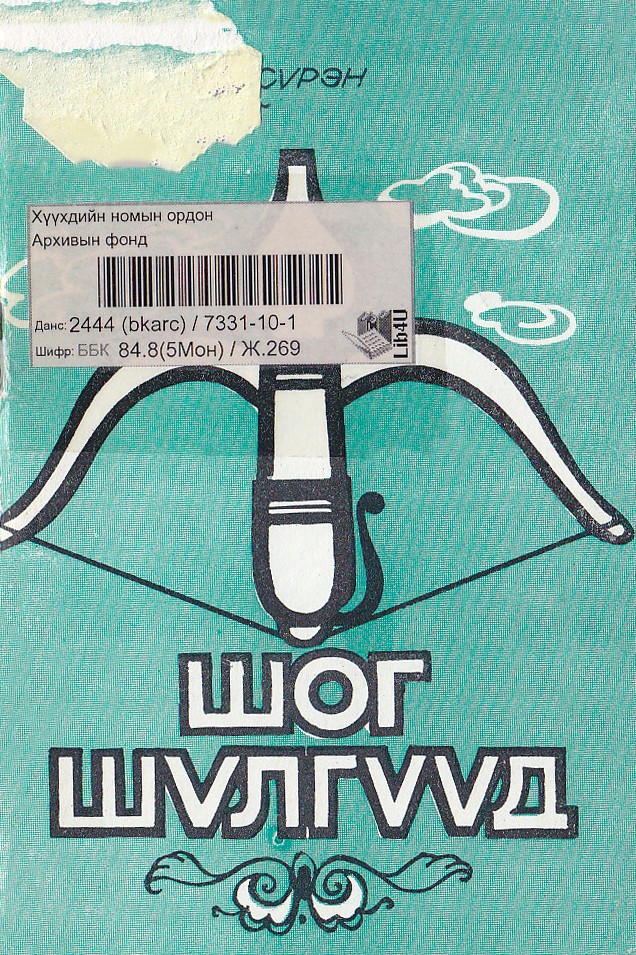 СҮРЭН
Хүүхдийн номын ордон
Архивын фонд
Данс: 2444 (bkarc) / 7331-10-1
Шифр: ББК 84.8(5Мон) / Ж.269
Lib4U
ШОГ
ШҮЛГҮҮД